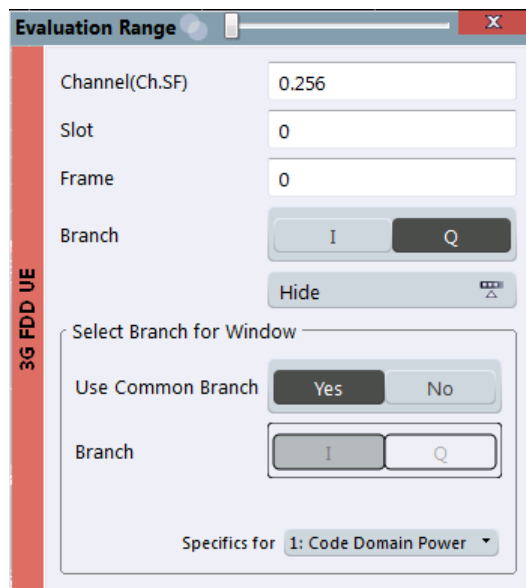 Evaluation Range
X
3G FDD UE
Channel(Ch.SF) 0.256
Slot 0
Frame 0
Branch I Q
Hide
Select Branch for Window
Use Common Branch Yes No
Branch I Q
Specifics for 1: Code Domain Power